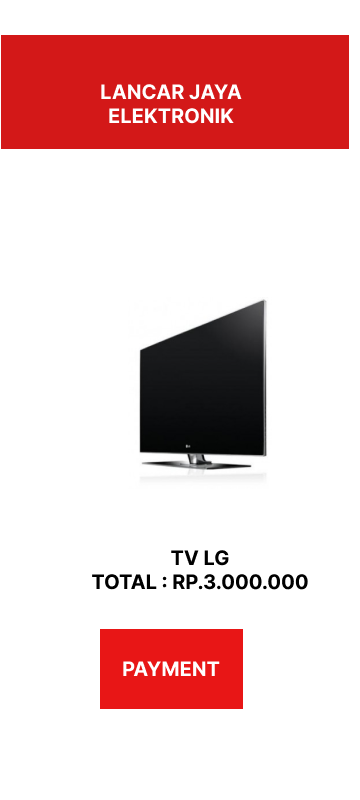 LANCAR JAYA
ELEKTRONIK
TV LG
TOTAL : RP.3.000.000
PAYMENT